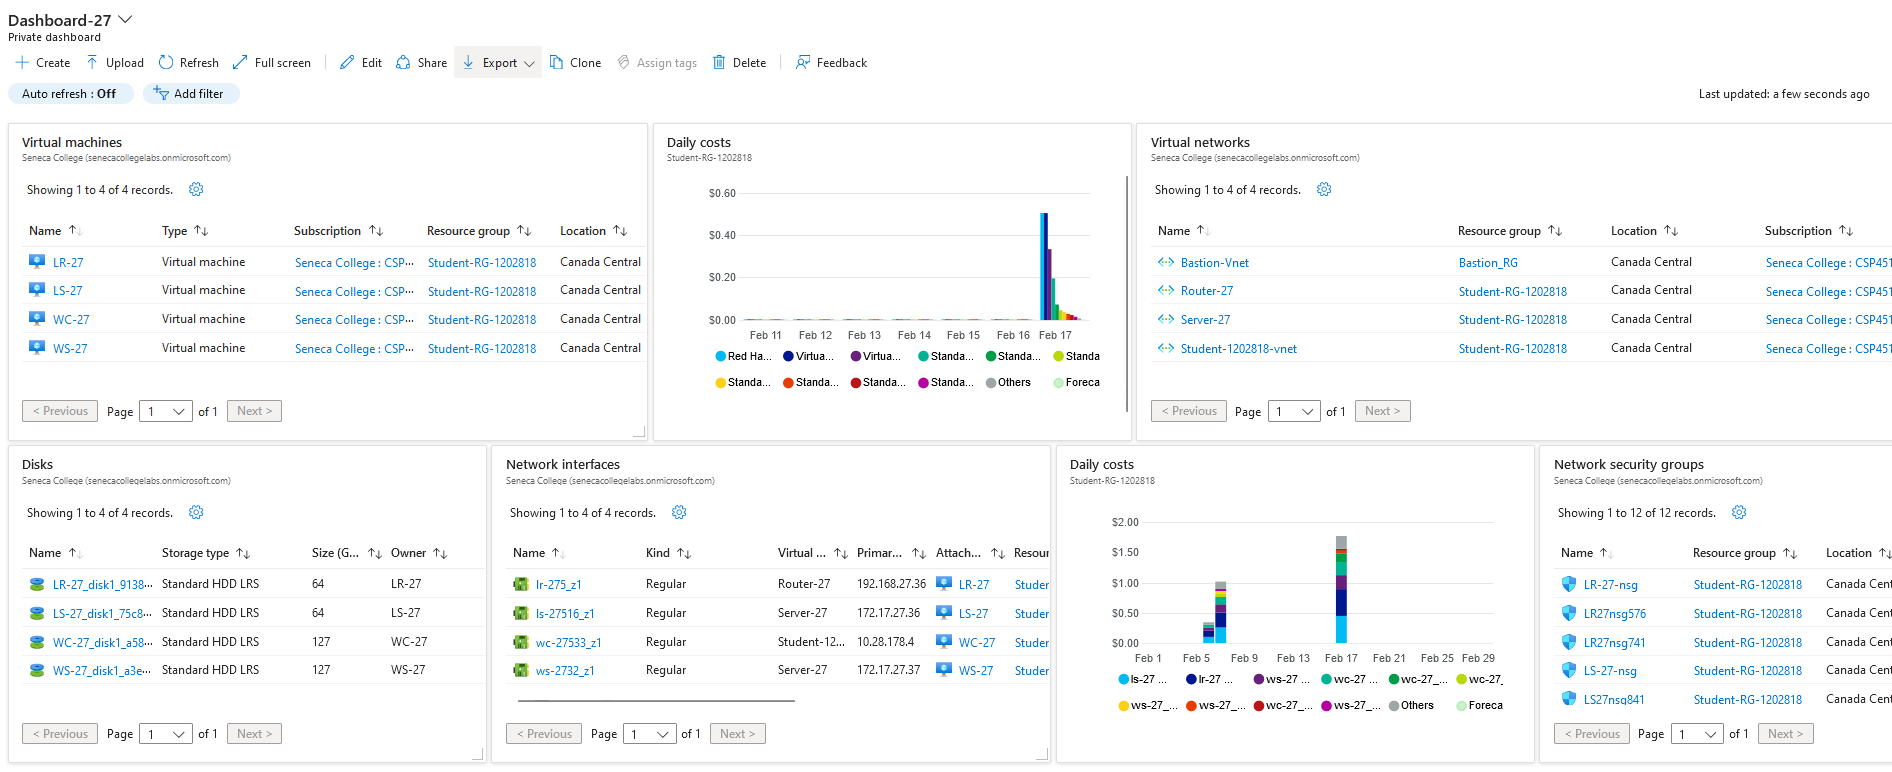 Dashboard-27
Private dashboard
Create Upload Refresh Full screen Edit Share Export Clone Assign tags Delete Feedback
Auto refresh : Off Add filter Last updated: a few seconds ago
Virtual machines
Seneca College (senecacollegelabs.onmicrosoft.com)
Showing 1 to 4 of 4 records.
Name Type Subscription Resource group Location
LR-27 Virtual machine Seneca College : CSP··· Student-RG-1202818 Canada Central
LS-27 Virtual machine Seneca College : CSP··· Student-RG-1202818 Canada Central
WC-27 Virtual machine Seneca College : CSP··· Student-RG-1202818 Canada Central
WS-27 Virtual machine Seneca College : CSP··· Student-RG-1202818 Canada Central
< Previous Page 1 of 1 Next >
Daily costs
Student-RG-1202818
$0.60
$0.40
$0.20
$0.00
Feb 11 Feb 12 Feb 13 Feb 14 Feb 15 Feb 16 Feb 17
Red Ha... Virtua... Virtua... Standa... Standa... Standa
Standa... Standa... Standa... Standa... Others Foreca
Virtual networks
Seneca College (senecacollegelabs.onmicrosoft.com)
Showing 1 to 4 of 4 records.
Name Resource group Location Subscription
Bastion-Vnet Bastion_RG Canada Central Seneca College : CSP451
Router-27 Student-RG-1202818 Canada Central Seneca College : CSP451
Server-27 Student-RG-1202818 Canada Central Seneca College : CSP451
Student-1202818-vnet Student-RG-1202818 Canada Central Seneca College : CSP451
< Previous Page 1 of 1 Next >
Disks
Seneca College (senecacollegelabs.onmicrosoft.com)
Showing 1 to 4 of 4 records.
Name Storage type Size (G... Owner
LR-27_disk1_9138··· Standard HDD LRS 64 LR-27
LS-27_disk1_75c8··· Standard HDD LRS 64 LS-27
WC-27_disk1_a58··· Standard HDD LRS 127 WC-27
WS-27_disk1_a3e··· Standard HDD LRS 127 WS-27
< Previous Page 1 of 1 Next >
Network interfaces
Seneca College (senecacollegelabs.onmicrosoft.com)
Showing 1 to 4 of 4 records.
Name Kind Virtual ... Primar... Attach... Resour
lr-275_z1 Regular Router-27 192.168.27.36 LR-27 Studer
ls-27516_z1 Regular Server-27 172.17.27.36 LS-27 Studer
wc-27533_z1 Regular Student-12... 10.28.178.4 WC-27 Studer
ws-2732_z1 Regular Server-27 172.17.27.37 WS-27 Studer
< Previous Page 1 of 1 Next >
Daily costs
Student-RG-1202818
$2.00
$1.50
$1.00
$0.50
$0.00
Feb 1 Feb 5 Feb 9 Feb 13 Feb 17 Feb 21 Feb 25 Feb 29
ls-27 ... lr-27 ... ws-27 ... wc-27 ... wc-27_... wc-27_
ws-27_... ws-27_... wc-27_... ws-27_... Others Foreca
Network security groups
Seneca College (senecacollegelabs.onmicrosoft.com)
Showing 1 to 12 of 12 records.
Name Resource group Location
LR-27-nsg Student-RG-1202818 Canada Cent
LR27nsg576 Student-RG-1202818 Canada Cent
LR27nsg741 Student-RG-1202818 Canada Cent
LS-27-nsg Student-RG-1202818 Canada Cent
LS27nsg841 Student-RG-1202818 Canada Cent
< Previous Page 1 of 1 Next >